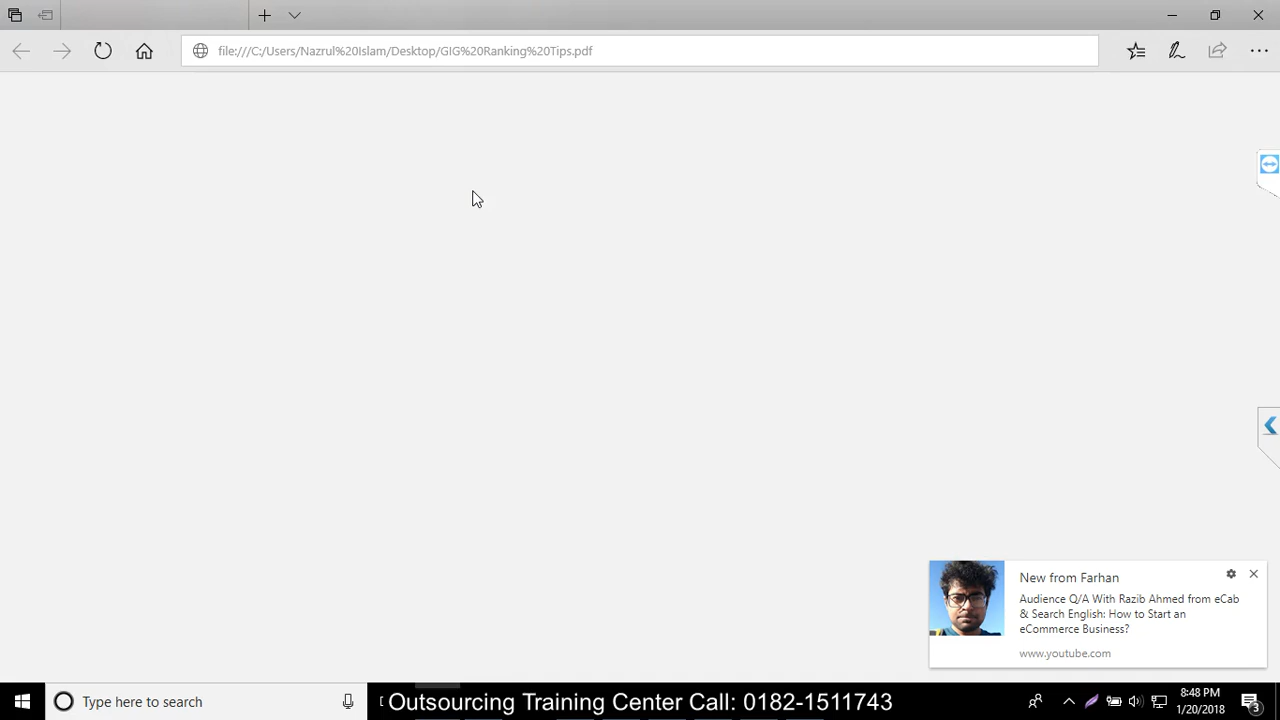 file:///C:/Users/Nazrul%20Islam/Desktop/GIG%20Ranking%20Tips.pdf
New from Farhan
Audience Q/A With Razib Ahmed from eCab
& Search English: How to Start an
eCommerce Business?
www.youtube.com
Type here to search
Outsourcing Training Center Call: 0182-1511743
8:48 PM
1/20/2018
3